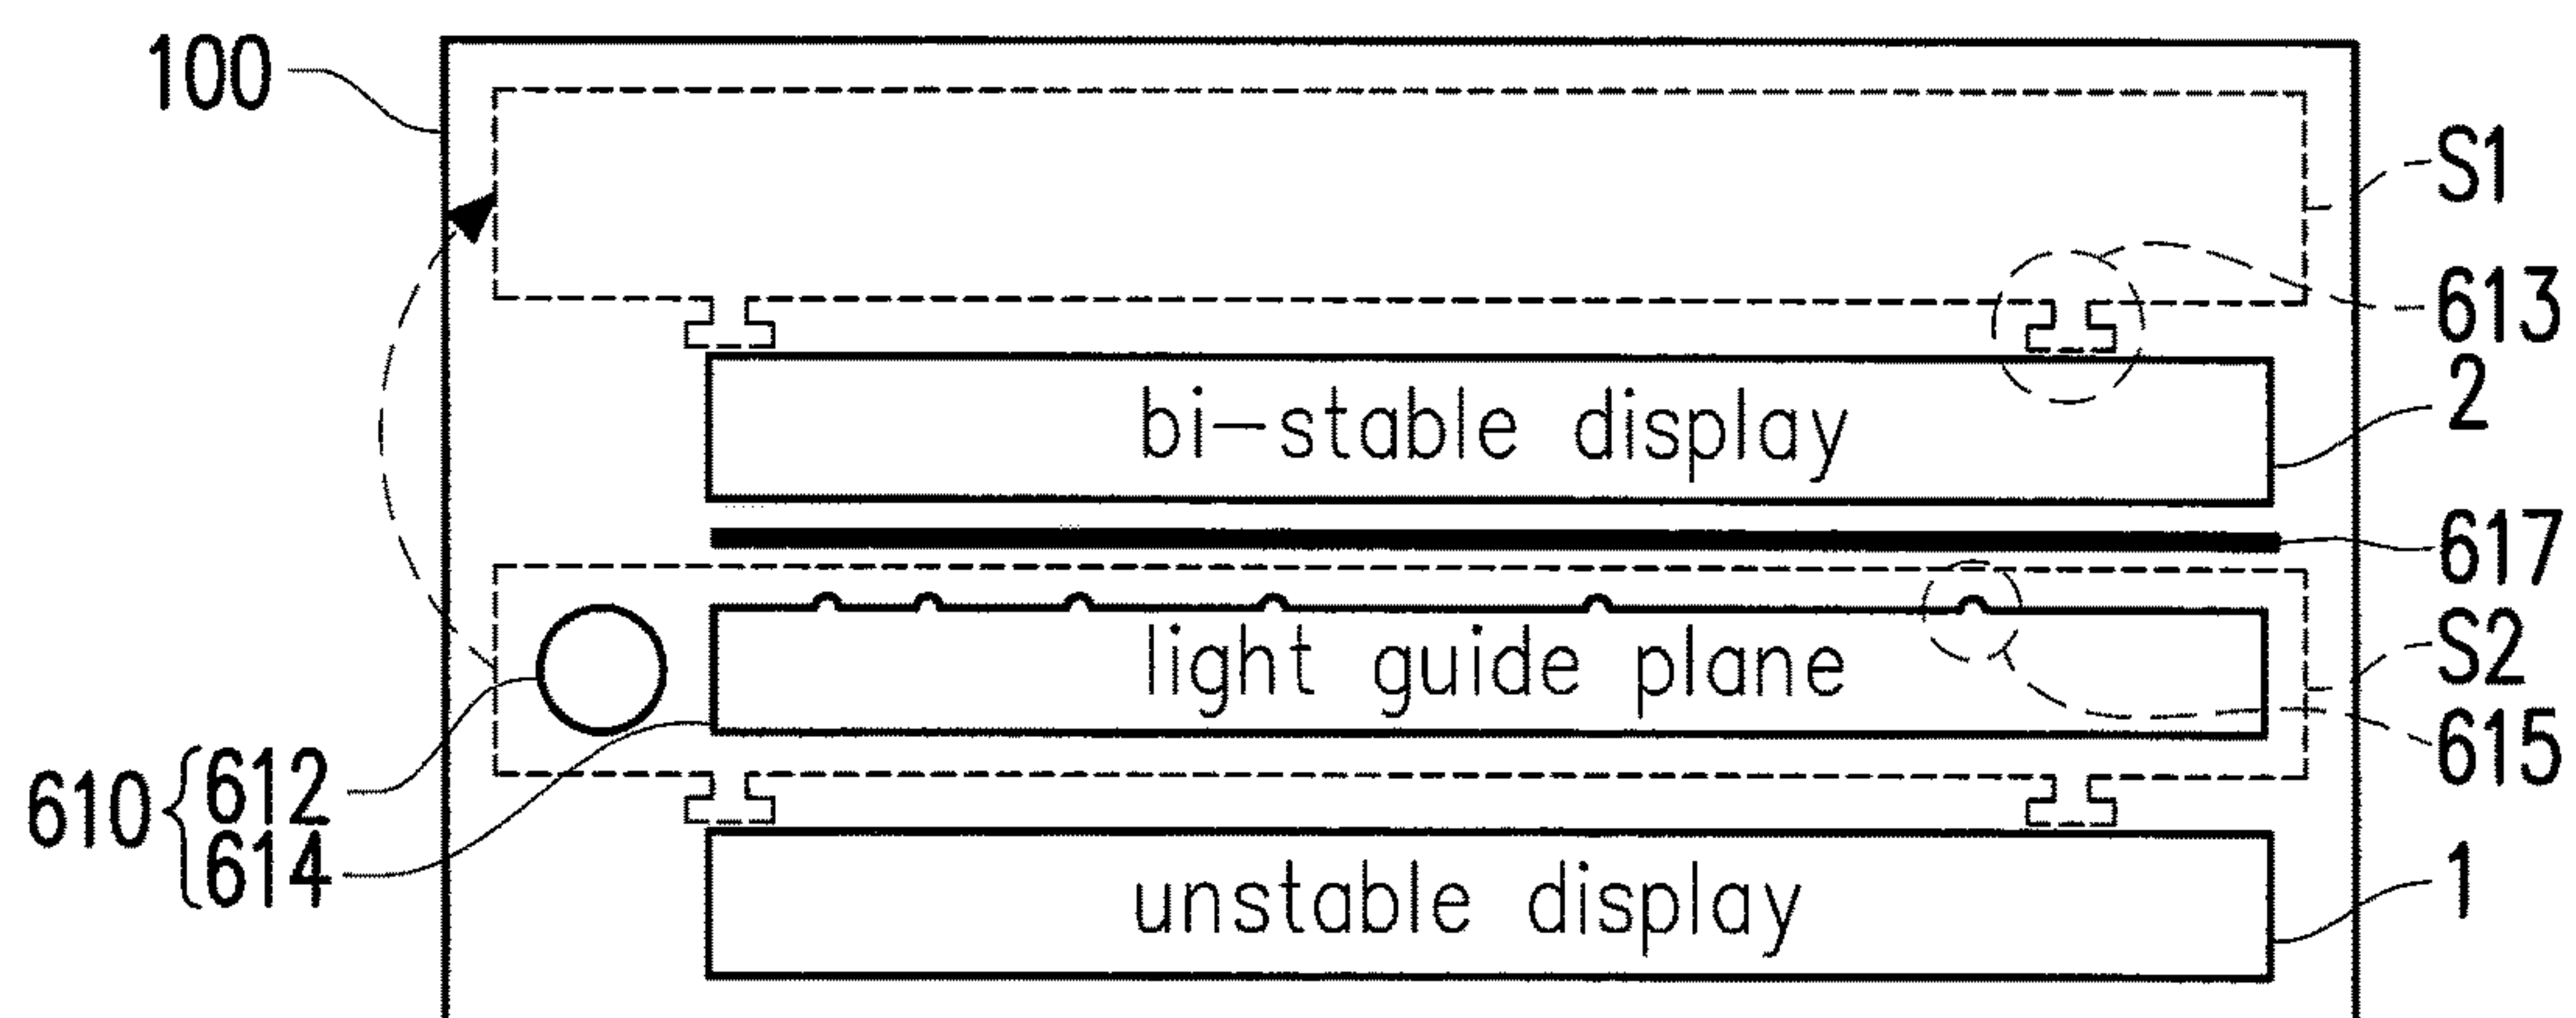 100
S1
613
bi-stable display
2
617
light guide plane
S2
615
610 { 612
614
unstable display
1